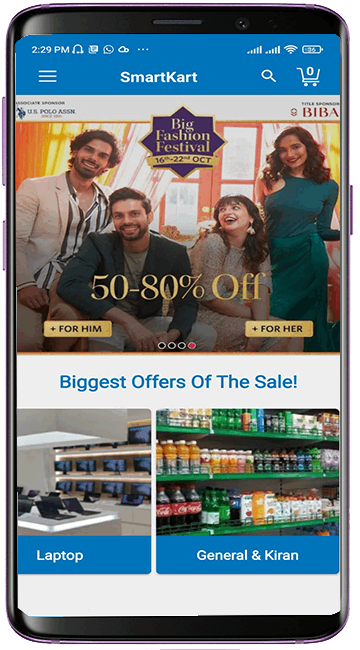 2:29 PM
36
SmartKart
0
ASSOCIATE SPONSOR
U.S. POLO ASSN.
SINCE 1890
TITLE SPONSOR
BIBA
Big
Fashion
Festival
16th-22nd OCT
50-80% Off
+ FOR HIM
+ FOR HER
Biggest Offers Of The Sale!
Laptop
General & Kiran